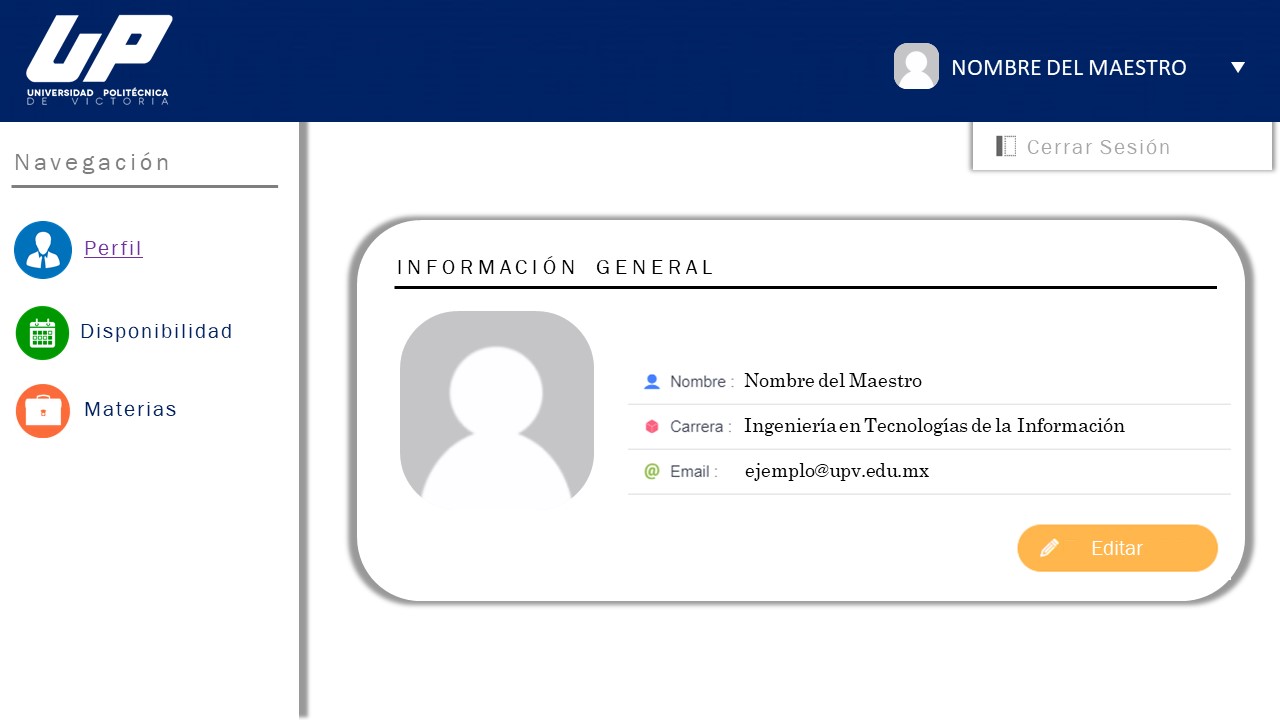 UP
UNIVERSIDAD POLITÉCNICA
DE VICTORIA
NOMBRE DEL MAESTRO
Cerrar Sesión
Navegación
Perfil
Disponibilidad
Materias
INFORMACIÓN GENERAL
Nombre : Nombre del Maestro
Carrera : Ingeniería en Tecnologías de la Información
Email : ejemplo@upv.edu.mx
Editar